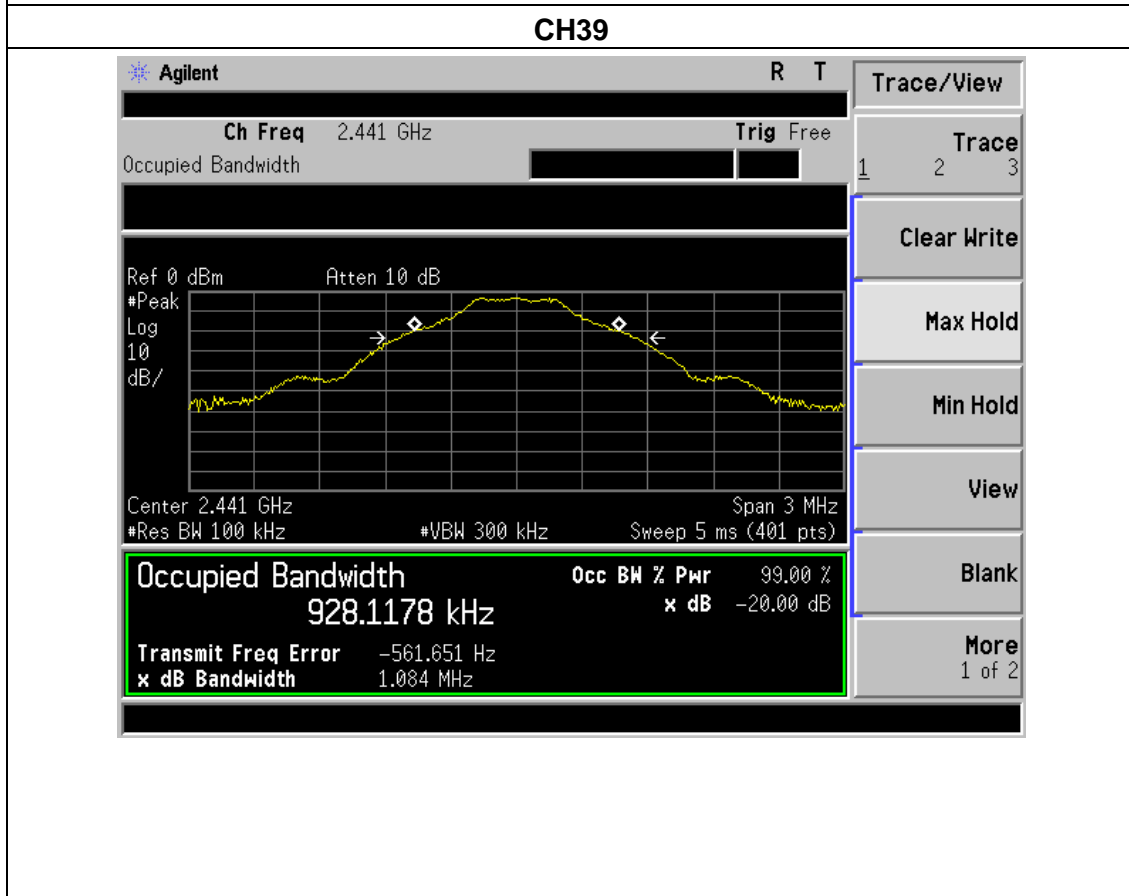 CH39
Agilent R T
Trace/View
Ch Freq 2.441 GHz Trig Free
Occupied Bandwidth
Trace
1 2 3
Clear Write
Ref 0 dBm Atten 10 dB
#Peak
Log
10
dB/
Max Hold
Min Hold
View
Center 2.441 GHz Span 3 MHz
#Res BW 100 kHz #VBW 300 kHz Sweep 5 ms (401 pts)
Occupied Bandwidth Occ BW % Pwr 99.00 %
928.1178 kHz x dB -20.00 dB
Blank
Transmit Freq Error -561.651 Hz
x dB Bandwidth 1.084 MHz
More
1 of 2